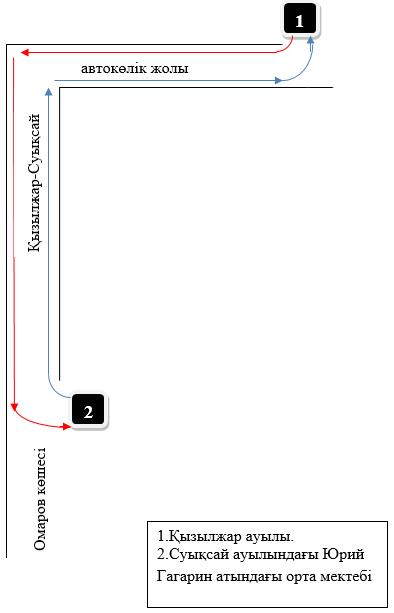 1
автокөлік жолы
Қызылжар-Суықсай
2
Омаров көшесі
1.Қызылжар ауылы.
2.Суықсай ауылындағы Юрий
Гагарин атындағы орта мектебі